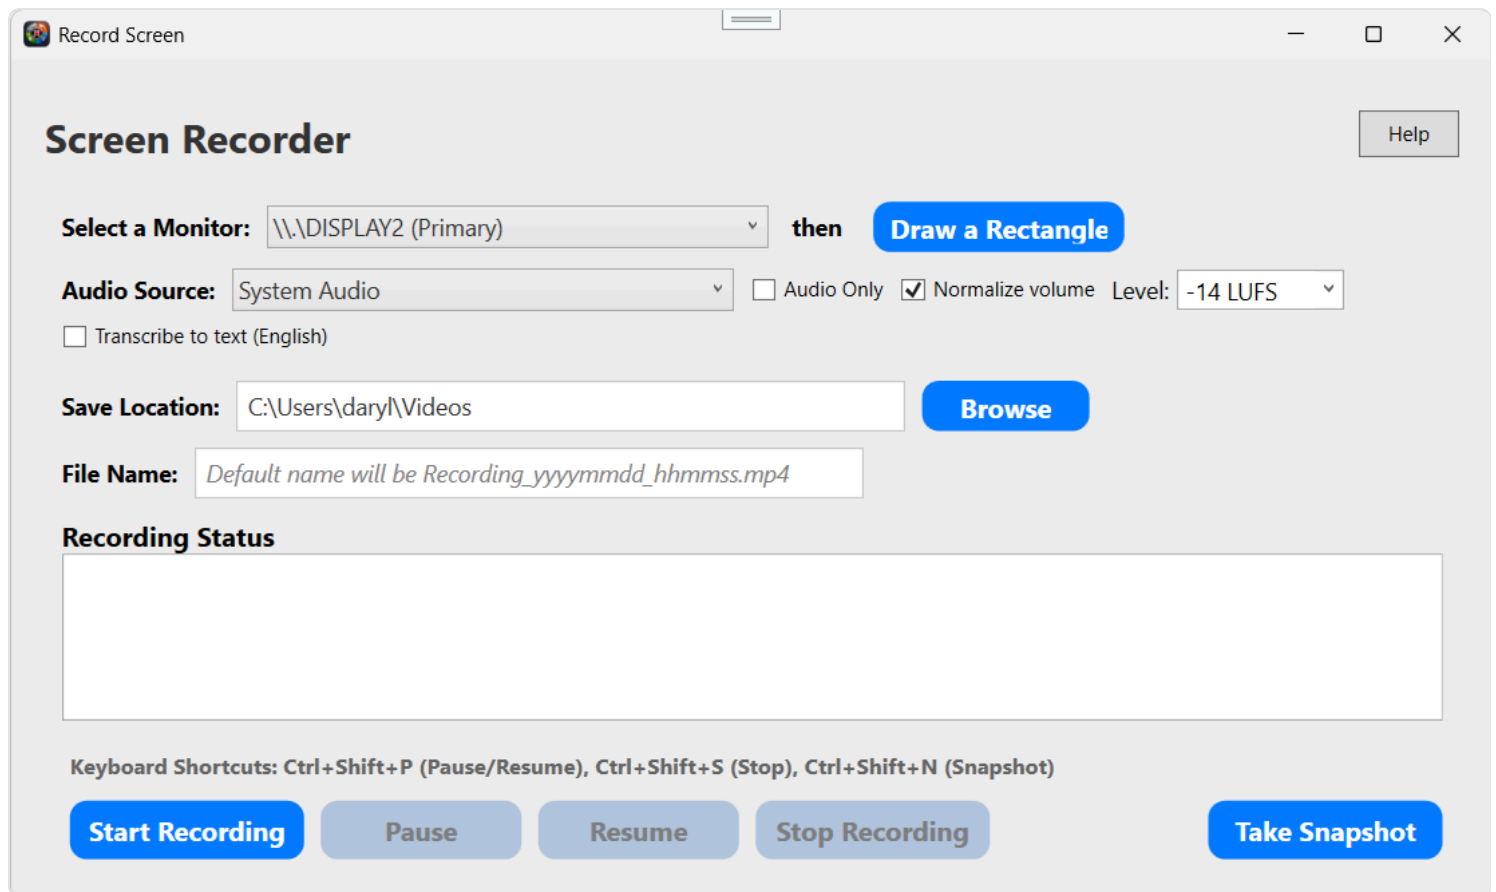 Record Screen
Screen Recorder
Help
Select a Monitor: \\.\DISPLAY2 (Primary) then Draw a Rectangle
Audio Source: System Audio Audio Only Normalize volume Level: -14 LUFS
Transcribe to text (English)
Save Location: C:\Users\daryl\Videos Browse
File Name: Default name will be Recording_yyyymmdd_hhmmss.mp4
Recording Status
Keyboard Shortcuts: Ctrl+Shift+P (Pause/Resume), Ctrl+Shift+S (Stop), Ctrl+Shift+N (Snapshot)
Start Recording Pause Resume Stop Recording Take Snapshot